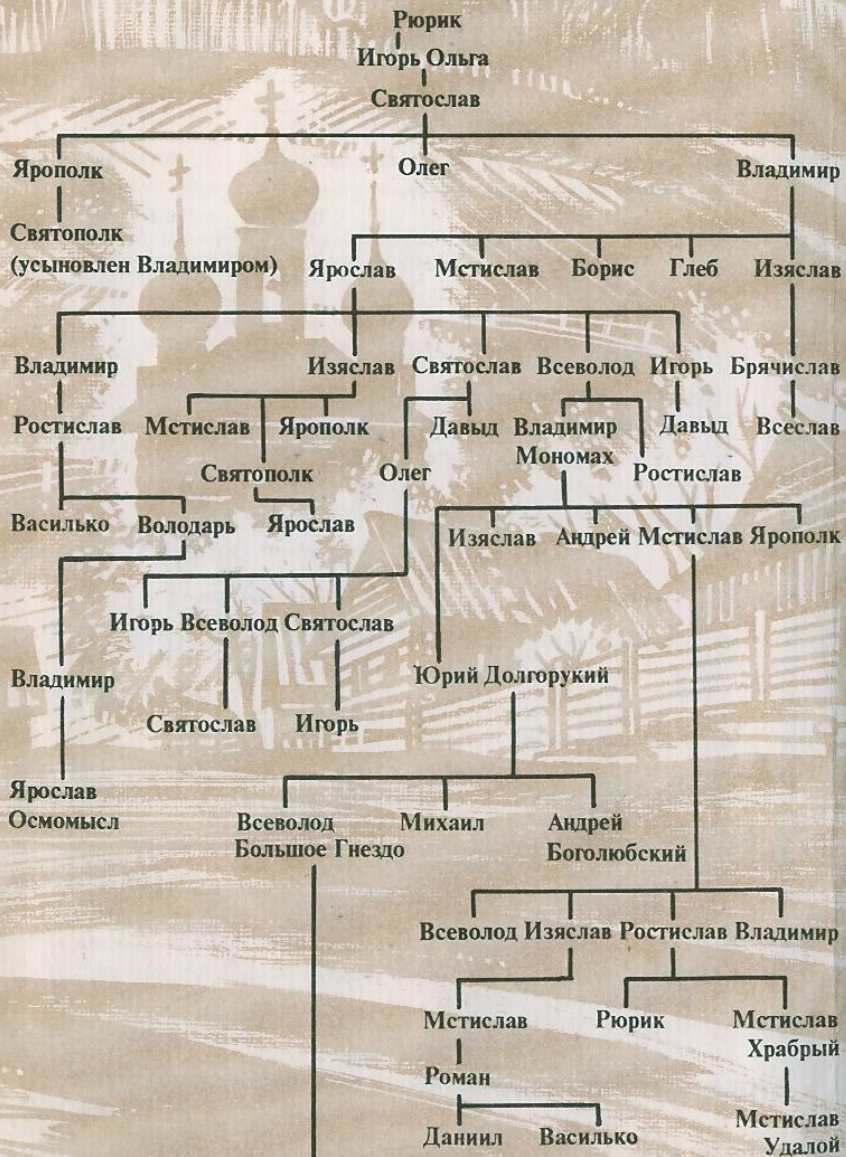 Рюрик
Игорь Ольга
Святослав
Ярополк Олег Владимир
Святополк
(усыновлен Владимиром) Ярослав Мстислав Борис Глеб Изяслав
Владимир Изяслав Святослав Всеволод Игорь Брячислав
Ростислав Мстислав Ярополк Давыд Владимир Давыд Всеслав
Мономах
Святополк Олег Ростислав
Василько Володарь Ярослав
Изяслав Андрей Мстислав Ярополк
Игорь Всеволод Святослав
Владимир Юрий Долгорукий
Святослав Игорь
Ярослав
Осмомысл
Всеволод Михаил Андрей
Большое Гнездо Боголюбский
Всеволод Изяслав Ростислав Владимир
Мстислав Рюрик Мстислав
Храбрый
Роман
Даниил Василько Мстислав
Удалой